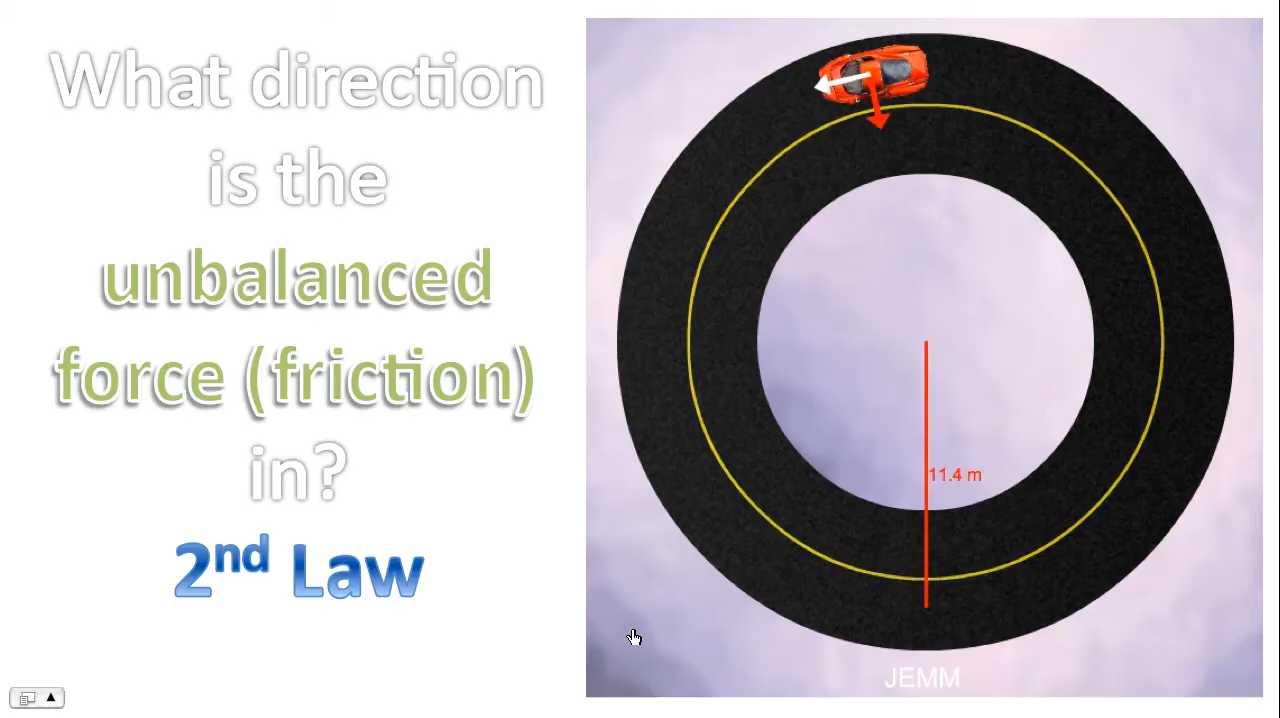 What direction
is the
unbalanced
force (friction)
in?
2nd Law
11.4 m
JEMM